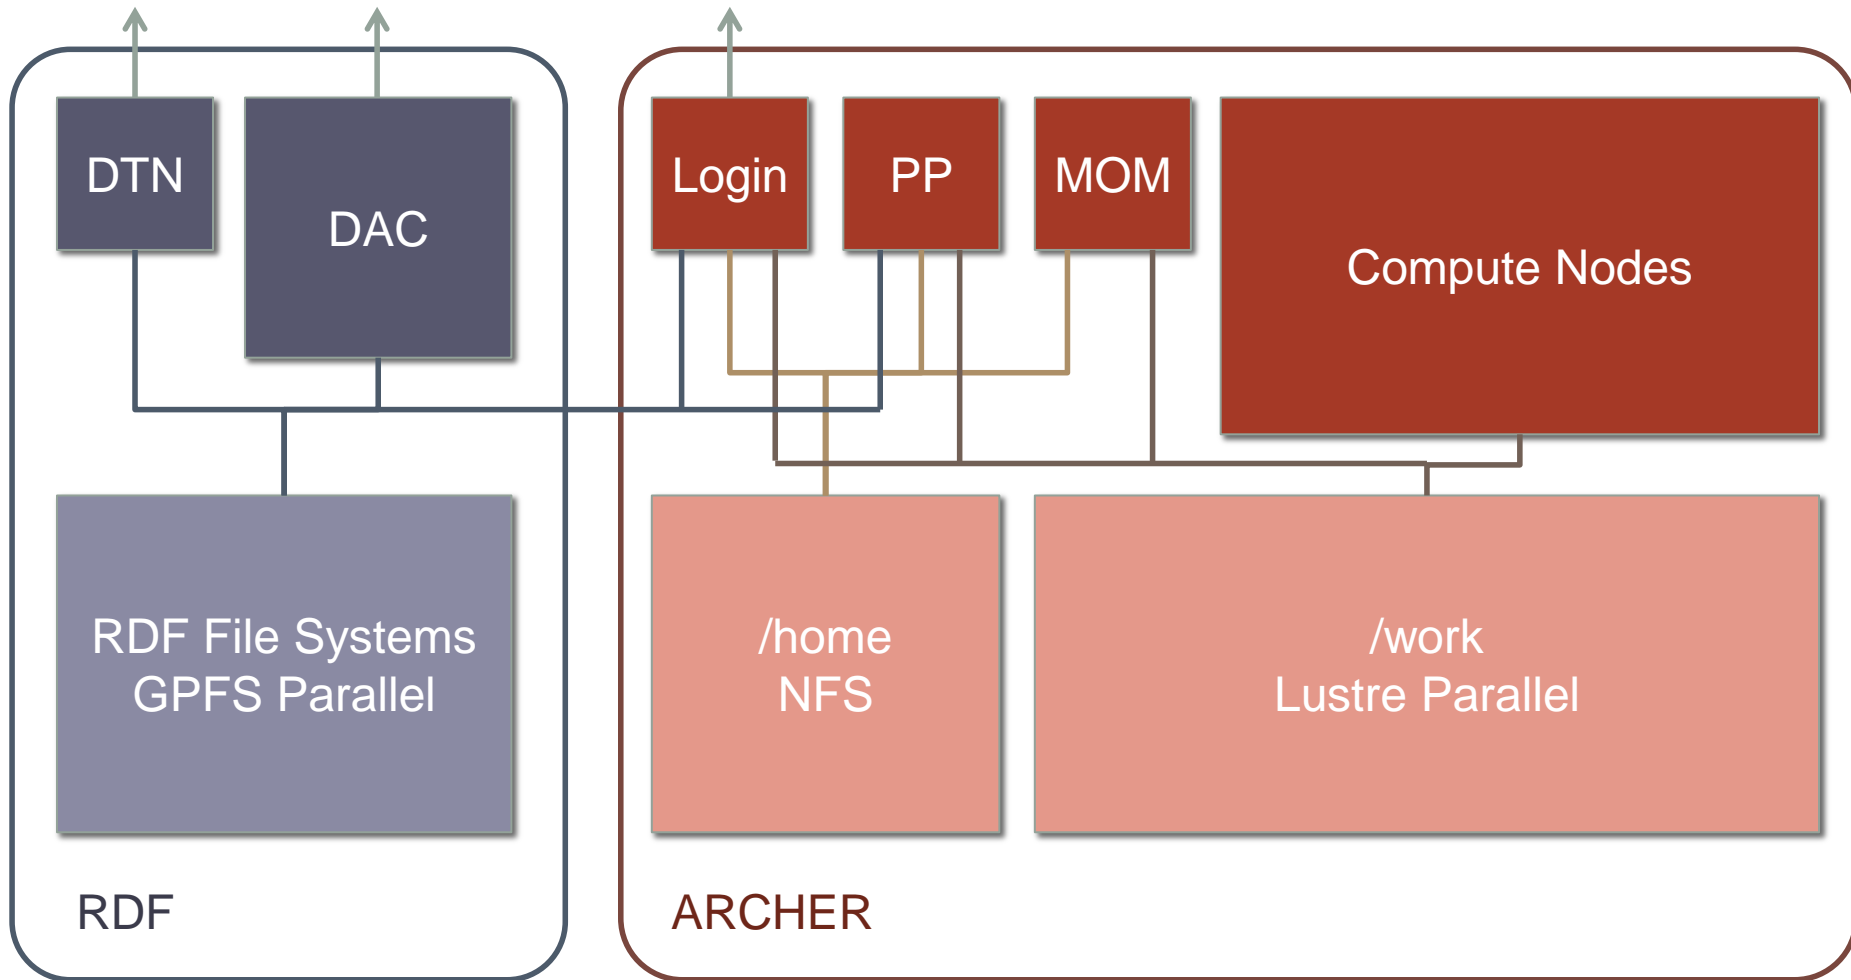 DTN
DAC
Login
PP
MOM
Compute Nodes
RDF File Systems
GPFS Parallel
/home
NFS
/work
Lustre Parallel
RDF
ARCHER